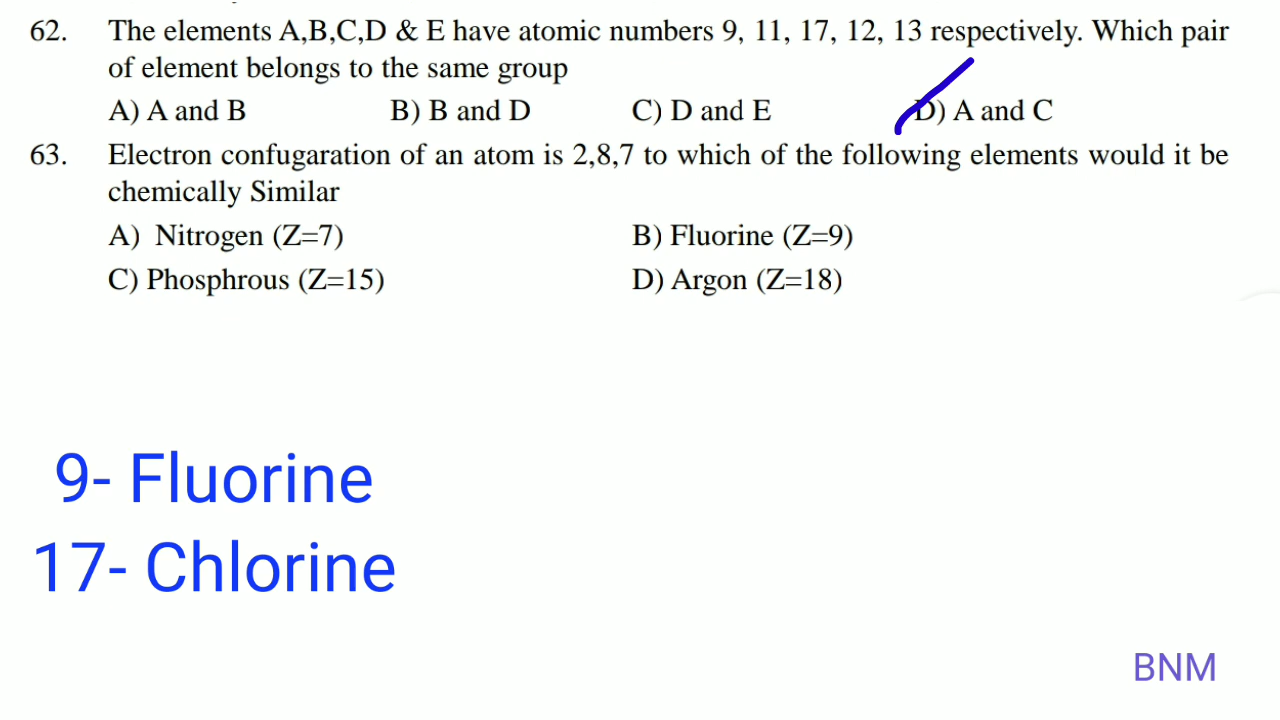 62. The elements A,B,C,D & E have atomic numbers 9, 11, 17, 12, 13 respectively. Which pair
of element belongs to the same group
A) A and B B) B and D C) D and E D) A and C
63. Electron confugaration of an atom is 2,8,7 to which of the following elements would it be
chemically Similar
A) Nitrogen (Z=7) B) Fluorine (Z=9)
C) Phosphrous (Z=15) D) Argon (Z=18)
9- Fluorine
17- Chlorine
BNM